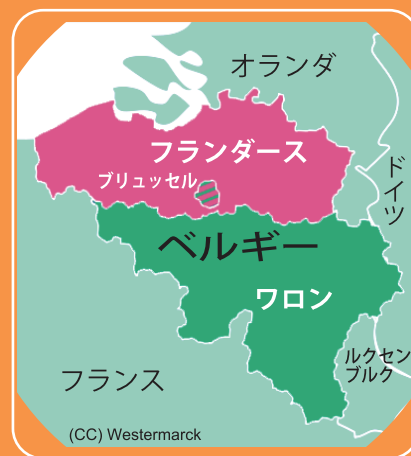 オランダ
フランダース
ブリュッセル
ドイツ
ベルギー
ワロン
ルクセン
ブルク
フランス
(CC) Westermarck